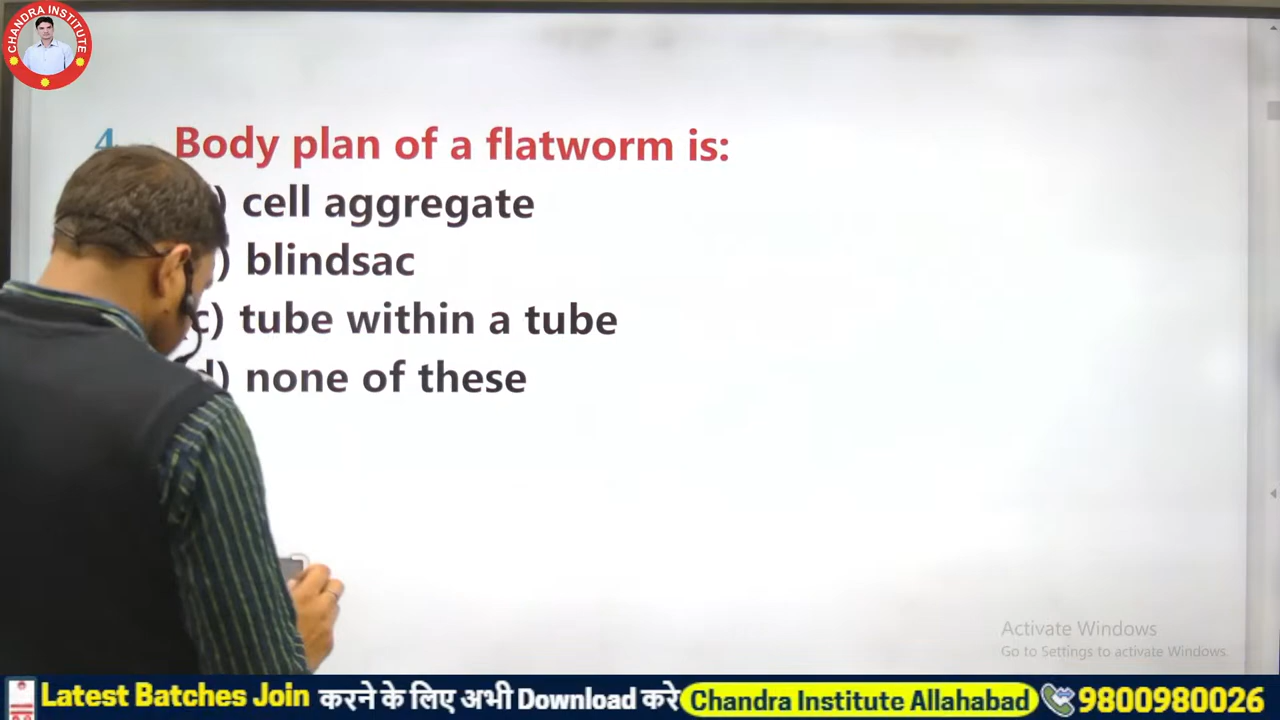 CHANDRA INSTITUTE
4. Body plan of a flatworm is:
) cell aggregate
) blindsac
c) tube within a tube
d) none of these
Activate Windows
Go to Settings to activate Windows.
Latest Batches Join करने के लिए अभी Download करे Chandra Institute Allahabad 9800980026